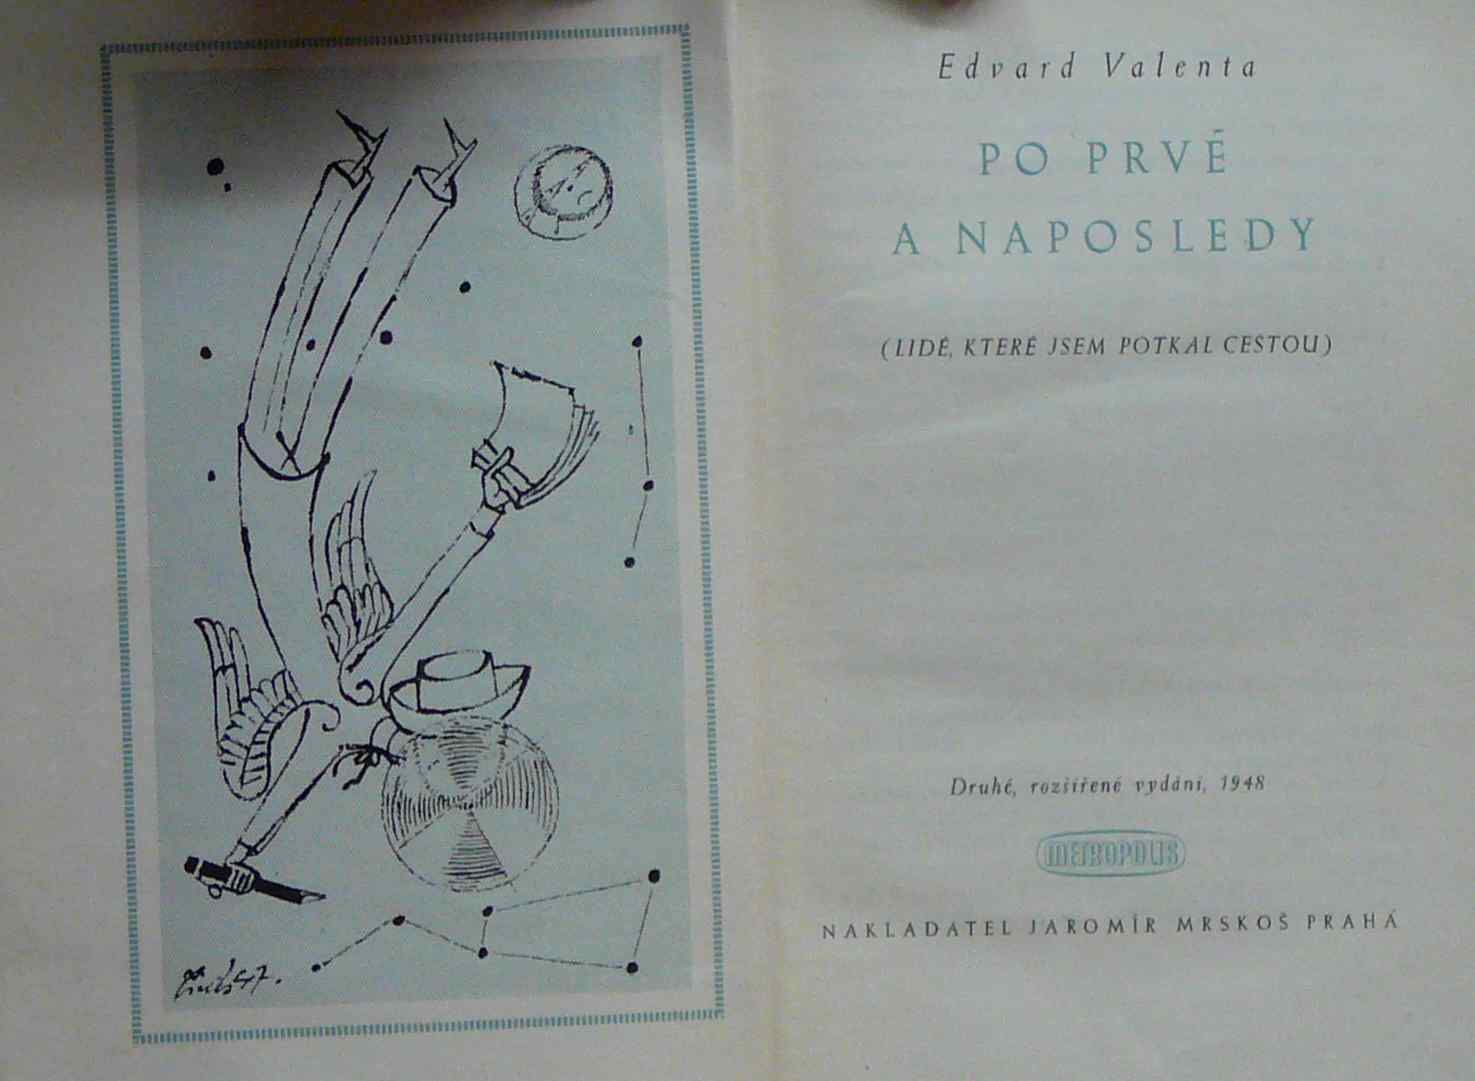 Edvard Valenta
PO PRVÉ
A NAPOSLEDY
(LIDÉ, KTERÉ JSEM POTKAL CESTOU)
Druhé, rozšířené vydání, 1948
METROPOLIS
NAKLADATEL JAROMÍR MRSKOŠ PRAHA
47.